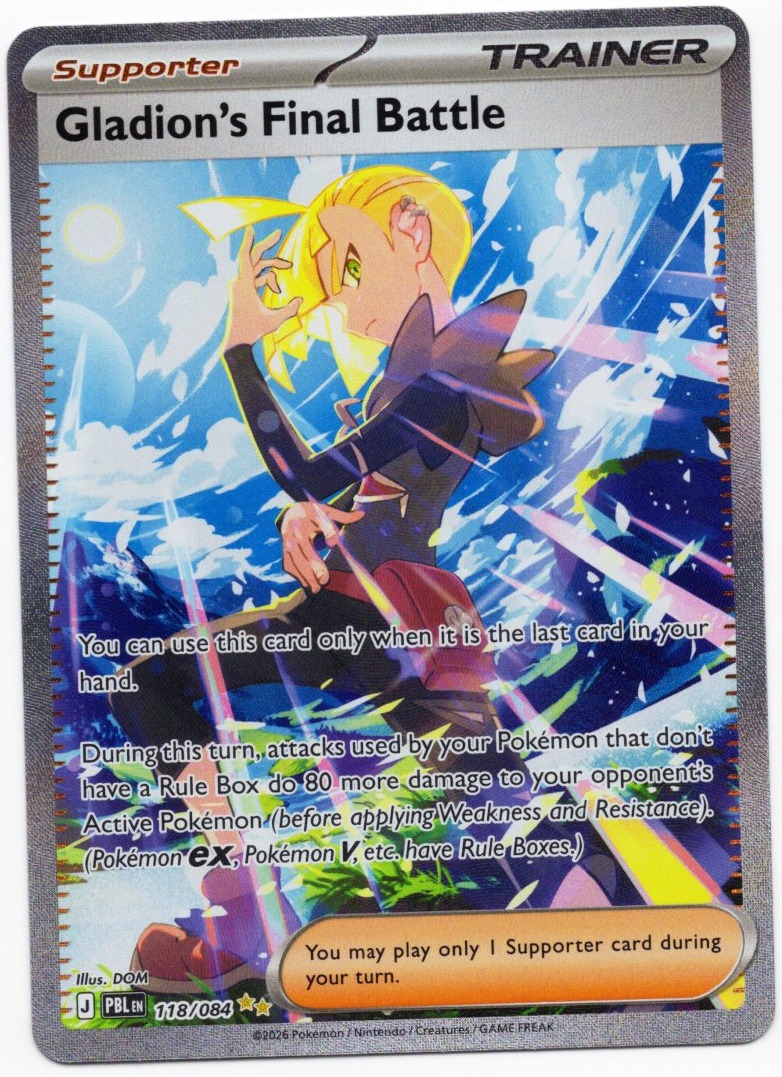 Supporter
TRAINER
Gladion's Final Battle
You can use this card only when it is the last card in your
hand.
During this turn, attacks used by your Pokémon that don't
have a Rule Box do 80 more damage to your opponent's
Active Pokémon (before applying Weakness and Resistance).
(Pokémon ex, Pokémon V, etc. have Rule Boxes.)
You may play only 1 Supporter card during
your turn.
Illus. DOM
J PBL EN 118/084
©2026 Pokémon / Nintendo / Creatures / GAME FREAK